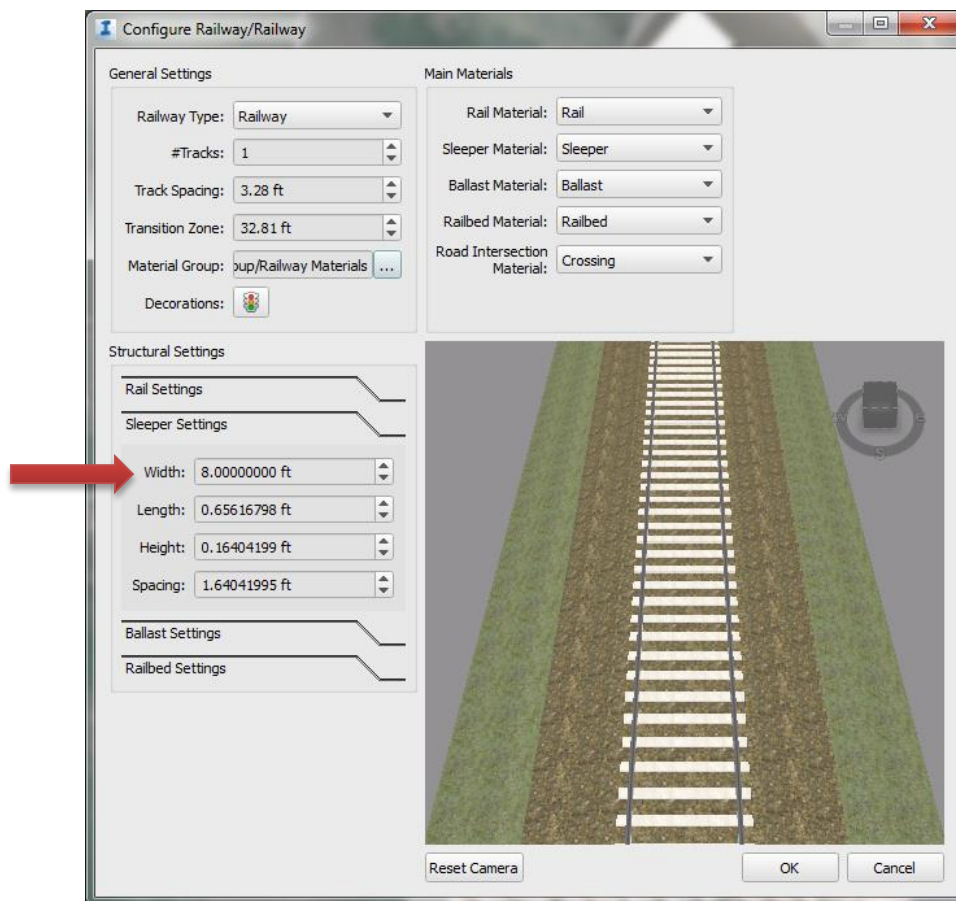 Configure Railway/Railway
General Settings
Railway Type: Railway
#Tracks: 1
Track Spacing: 3.28 ft
Transition Zone: 32.81 ft
Material Group: oup/Railway Materials ...
Decorations:
Main Materials
Rail Material: Rail
Sleeper Material: Sleeper
Ballast Material: Ballast
Railbed Material: Railbed
Road Intersection
Material: Crossing
Structural Settings
Rail Settings
Sleeper Settings
Width: 8.00000000 ft
Length: 0.65616798 ft
Height: 0.16404199 ft
Spacing: 1.64041995 ft
Ballast Settings
Railbed Settings
S
Reset Camera
OK
Cancel